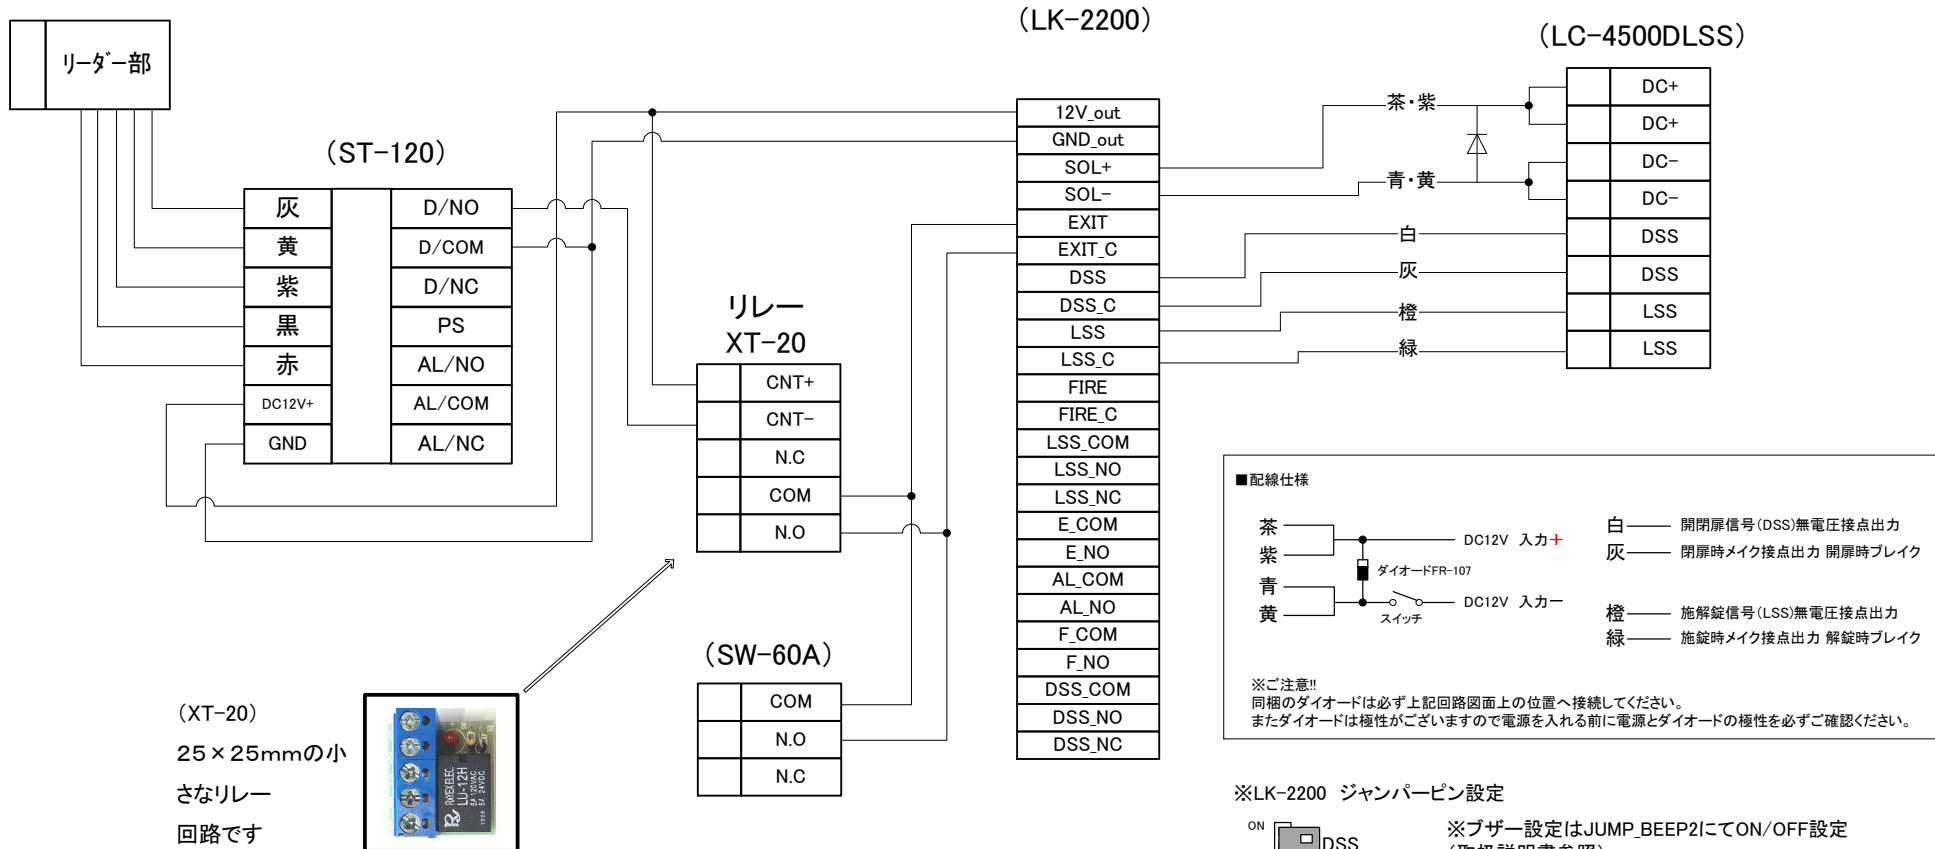 (LK-2200)
(LC-4500DLSS)
リーダー部
(ST-120)
灰
黄
紫
黒
赤
DC12V+
GND
D/NO
D/COM
D/NC
PS
AL/NO
AL/COM
AL/NC
リレー
XT-20
CNT+
CNT-
N.C
COM
N.O
(SW-60A)
COM
N.O
N.C
12V_out
GND_out
SOL+
SOL-
EXIT
EXIT_C
DSS
DSS_C
LSS
LSS_C
FIRE
FIRE_C
LSS_COM
LSS_NO
LSS_NC
E_COM
E_NO
AL_COM
AL_NO
F_COM
F_NO
DSS_COM
DSS_NO
DSS_NC
茶・紫
青・黄
白
灰
橙
緑
DC+
DC+
DC-
DC-
DSS
DSS
LSS
LSS
■配線仕様
茶
紫
青
黄
DC12V 入力+
ダイオードFR-107
DC12V 入力ー
スイッチ
白 開閉扉信号(DSS)無電圧接点出力
灰 閉扉時メイク接点出力 開扉時ブレイク
橙 施解錠信号(LSS)無電圧接点出力
緑 施錠時メイク接点出力 解錠時ブレイク
※ご注意!!
同梱のダイオードは必ず上記回路図面上の位置へ接続してください。
またダイオードは極性がございますので電源を入れる前に電源とダイオードの極性を必ずご確認ください。
(XT-20)
25×25mmの小
さなリレー
回路です
RAYEX ELEC
LU-12H
5A 120VAC
5A 24VDC
※LK-2200 ジャンパーピン設定
ON
DSS
※ブザー設定はJUMP_BEEP2にてON/OFF設定
(取扱説明書参照)